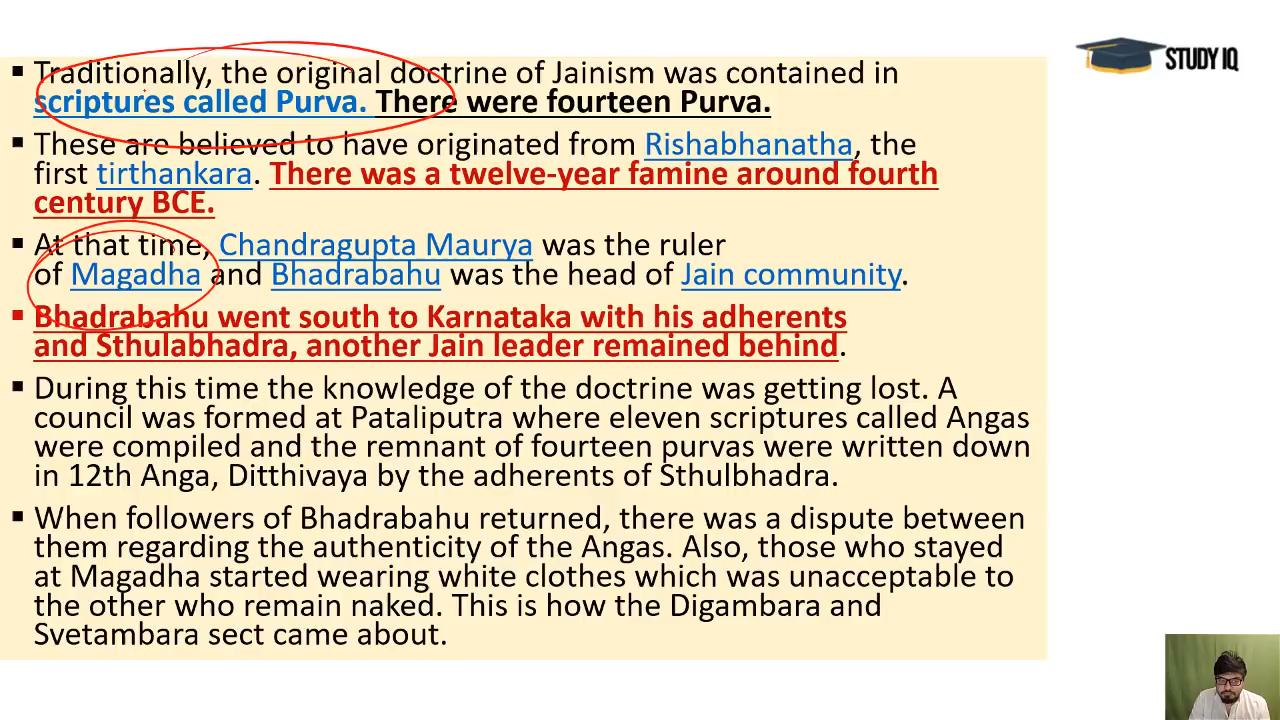 ▪ Traditionally, the original doctrine of Jainism was contained in
scriptures called Purva. There were fourteen Purva.
▪ These are believed to have originated from Rishabhanatha, the
first tirthankara. There was a twelve-year famine around fourth
century BCE.
▪ At that time, Chandragupta Maurya was the ruler
of Magadha and Bhadrabahu was the head of Jain community.
▪ Bhadrabahu went south to Karnataka with his adherents
and Sthulabhadra, another Jain leader remained behind.
▪ During this time the knowledge of the doctrine was getting lost. A
council was formed at Pataliputra where eleven scriptures called Angas
were compiled and the remnant of fourteen purvas were written down
in 12th Anga, Ditthivaya by the adherents of Sthulbhadra.
▪ When followers of Bhadrabahu returned, there was a dispute between
them regarding the authenticity of the Angas. Also, those who stayed
at Magadha started wearing white clothes which was unacceptable to
the other who remain naked. This is how the Digambara and
Svetambara sect came about.
STUDY IQ